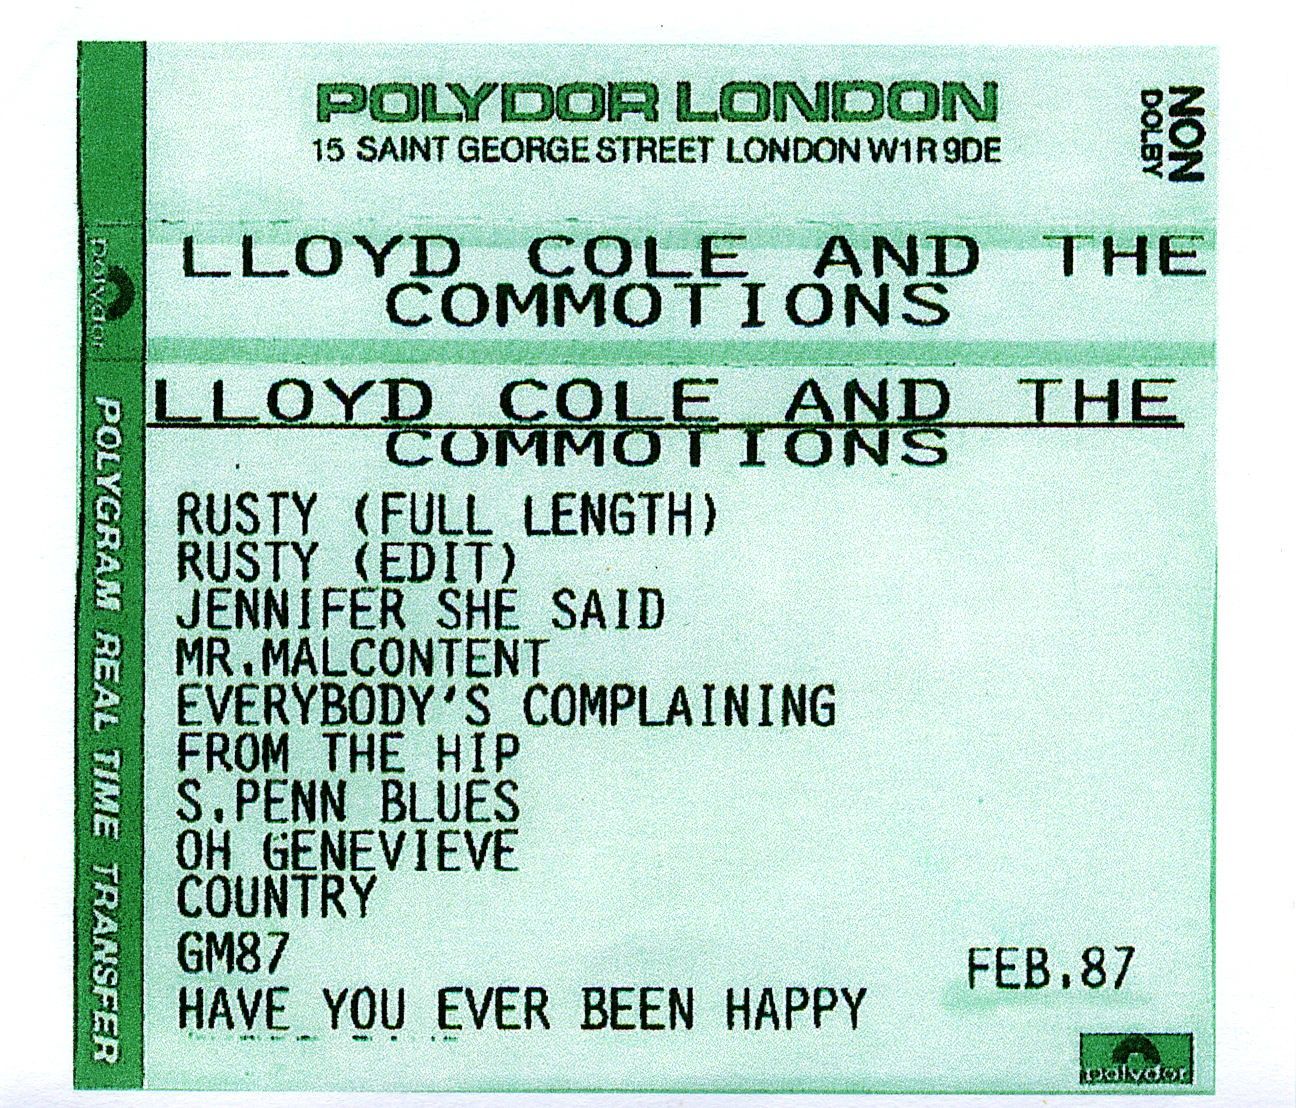 POLYDOR LONDON
15 SAINT GEORGE STREET LONDON W1R 9DE
NON
DOLBY
LLOYD COLE AND THE
COMMOTIONS
LLOYD COLE AND THE
COMMOTIONS
RUSTY (FULL LENGTH)
RUSTY (EDIT)
JENNIFER SHE SAID
MR.MALCONTENT
EVERYBODY'S COMPLAINING
FROM THE HIP
S.PENN BLUES
OH GENEVIEVE
COUNTRY
GM87
HAVE YOU EVER BEEN HAPPY
FEB.87
polydor
polydor
POLYGRAM REAL TIME TRANSFER